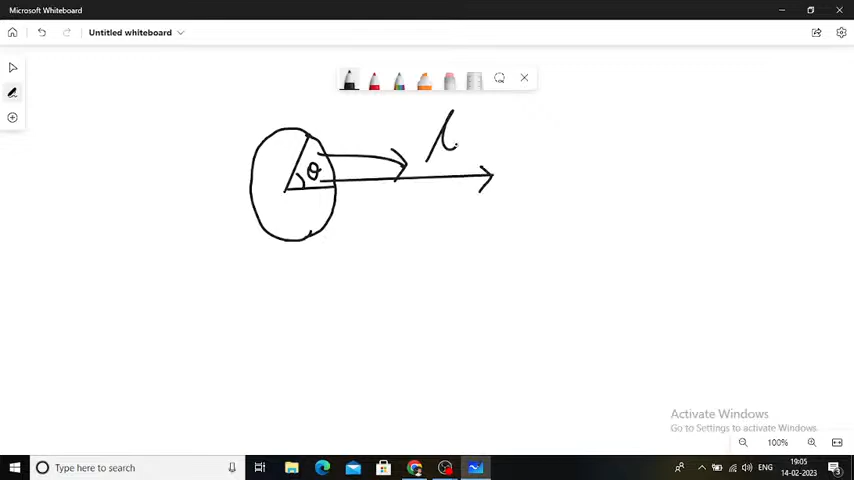 Microsoft Whiteboard
Untitled whiteboard
θ
Activate Windows
Go to Settings to activate Windows.
100%
Type here to search
ENG
19:05
14-02-2023
3